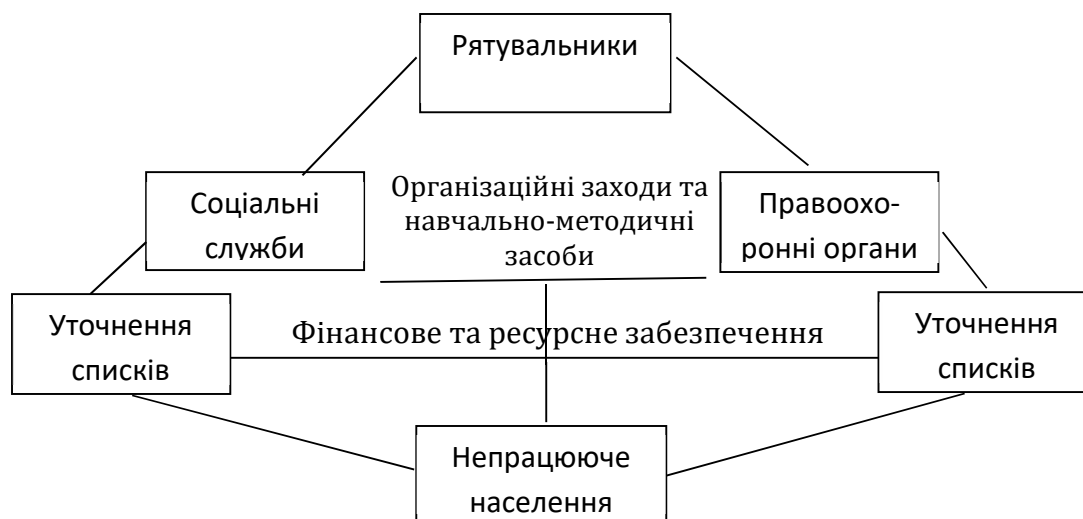 Рятувальники
Соціальні
служби
Організаційні заходи та
навчально-методичні
засоби
Правоохо-
ронні органи
Уточнення
списків
Фінансове та ресурсне забезпечення
Уточнення
списків
Непрацююче
населення